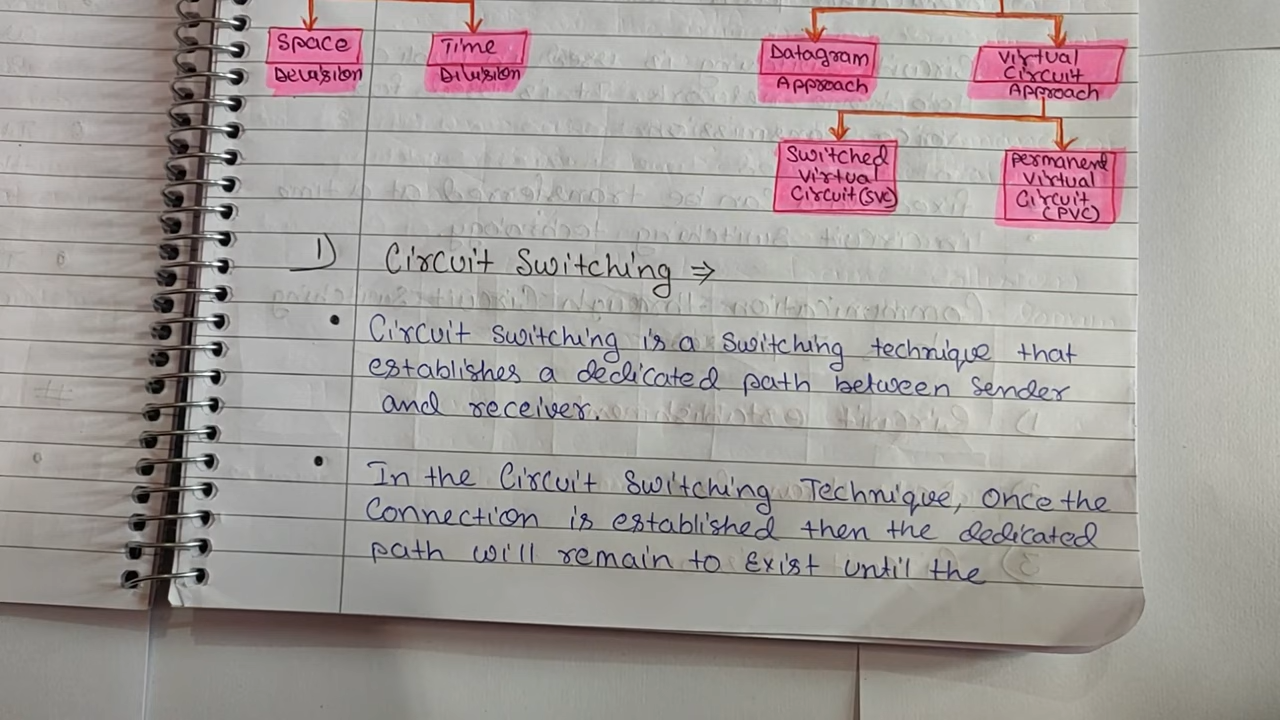 Space
Devision
Time
Division
Datagram
Approach
Virtual
Circuit
Approach
Switched
Virtual
Circuit (SVC)
Permanent
Virtual
Circuit
(PVC)
1) Circuit Switching ⇒
• Circuit Switching is a switching technique that
establishes a dedicated path between sender
and receiver.
• In the Circuit Switching Technique, once the
Connection is established then the dedicated
path will remain to Exist until the